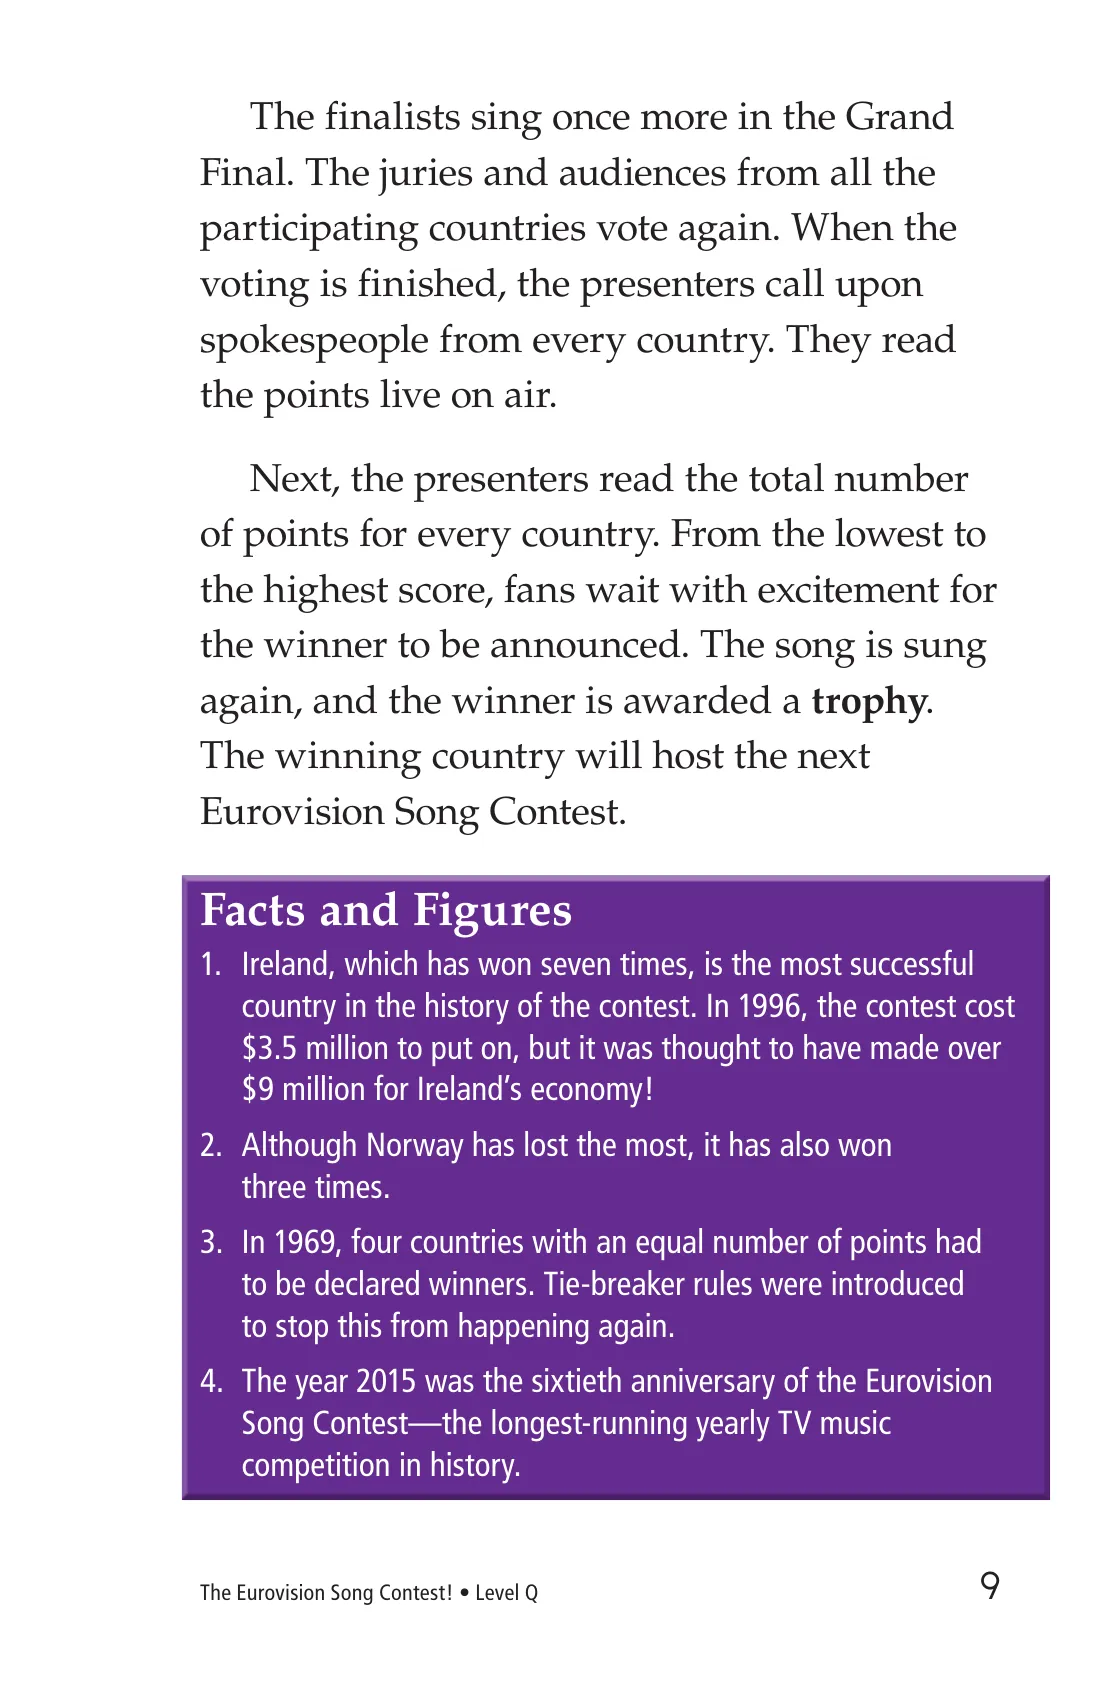 The finalists sing once more in the Grand
Final. The juries and audiences from all the
participating countries vote again. When the
voting is finished, the presenters call upon
spokespeople from every country. They read
the points live on air.
Next, the presenters read the total number
of points for every country. From the lowest to
the highest score, fans wait with excitement for
the winner to be announced. The song is sung
again, and the winner is awarded a trophy.
The winning country will host the next
Eurovision Song Contest.
Facts and Figures
1. Ireland, which has won seven times, is the most successful
country in the history of the contest. In 1996, the contest cost
$3.5 million to put on, but it was thought to have made over
$9 million for Ireland’s economy!
2. Although Norway has lost the most, it has also won
three times.
3. In 1969, four countries with an equal number of points had
to be declared winners. Tie-breaker rules were introduced
to stop this from happening again.
4. The year 2015 was the sixtieth anniversary of the Eurovision
Song Contest—the longest-running yearly TV music
competition in history.
The Eurovision Song Contest! • Level Q
9